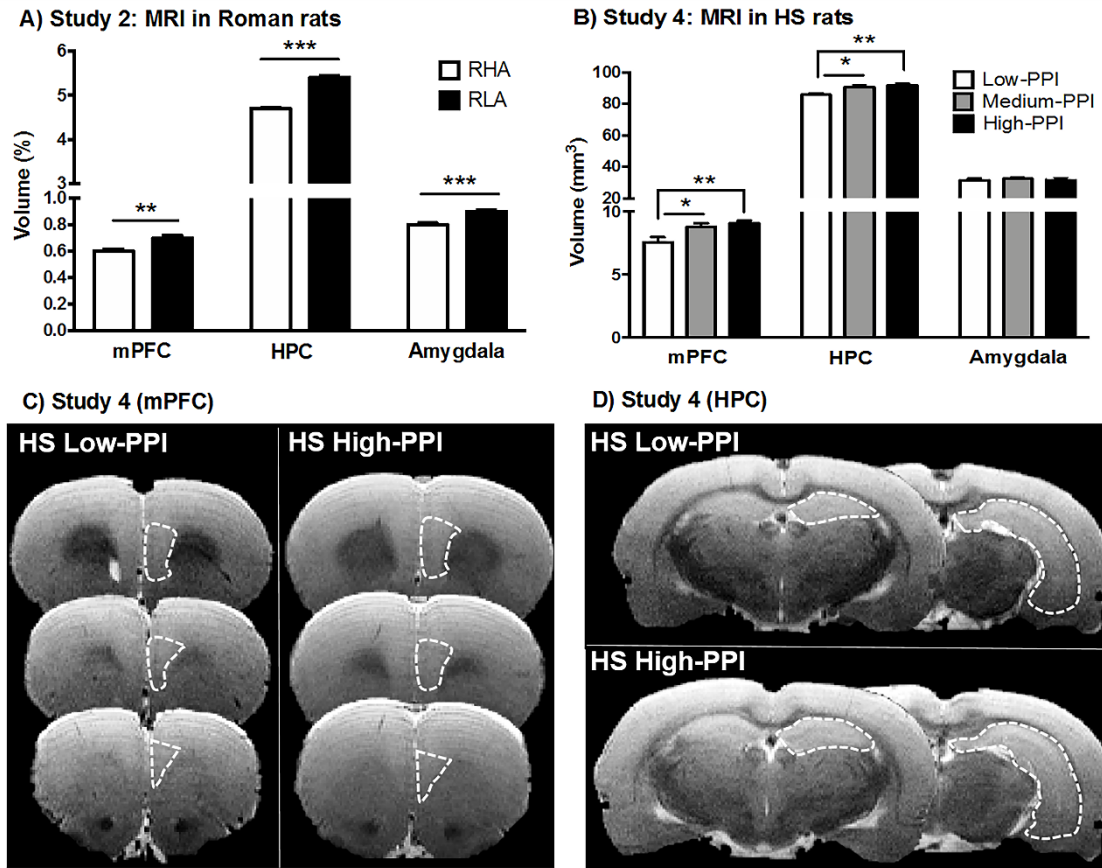 A) Study 2: MRI in Roman rats
Volume (%)
6
5
4
3
1.0
0.8
0.6
0.4
0.2
0.0
**
***
***
RHA
RLA
mPFC HPC Amygdala
B) Study 4: MRI in HS rats
Volume (mm³)
100
80
60
40
20
10
5
0
**
*
**
*
Low-PPI
Medium-PPI
High-PPI
mPFC HPC Amygdala
C) Study 4 (mPFC)
HS Low-PPI HS High-PPI
D) Study 4 (HPC)
HS Low-PPI
HS High-PPI